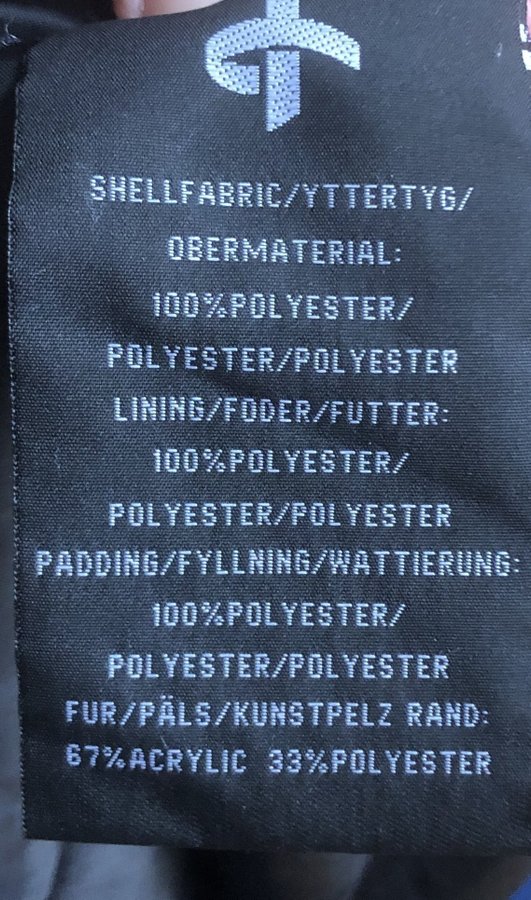 SHELLFABRIC/YTTERTYG/
OBERMATERIAL:
100%POLYESTER/
POLYESTER/POLYESTER
LINING/FODER/FUTTER:
100%POLYESTER/
POLYESTER/POLYESTER
PADDING/FYLLNING/WATTIERUNG:
100%POLYESTER/
POLYESTER/POLYESTER
FUR/PÄLS/KUNSTPELZ RAND:
67%ACRYLIC 33%POLYESTER